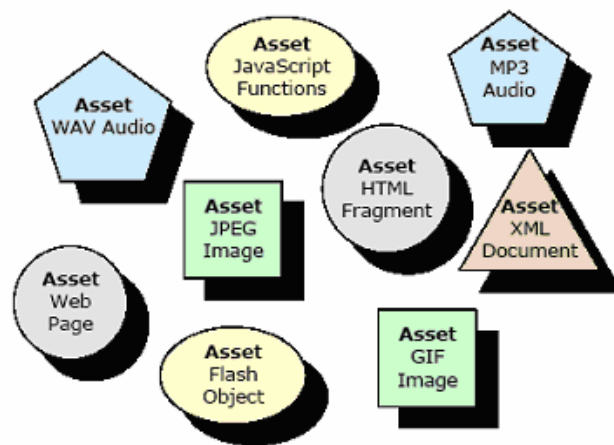 Asset
JavaScript
Functions
Asset
MP3
Audio
Asset
WAV Audio
Asset
HTML
Fragment
Asset
JPEG
Image
Asset
XML
Document
Asset
Web
Page
Asset
Flash
Object
Asset
GIF
Image